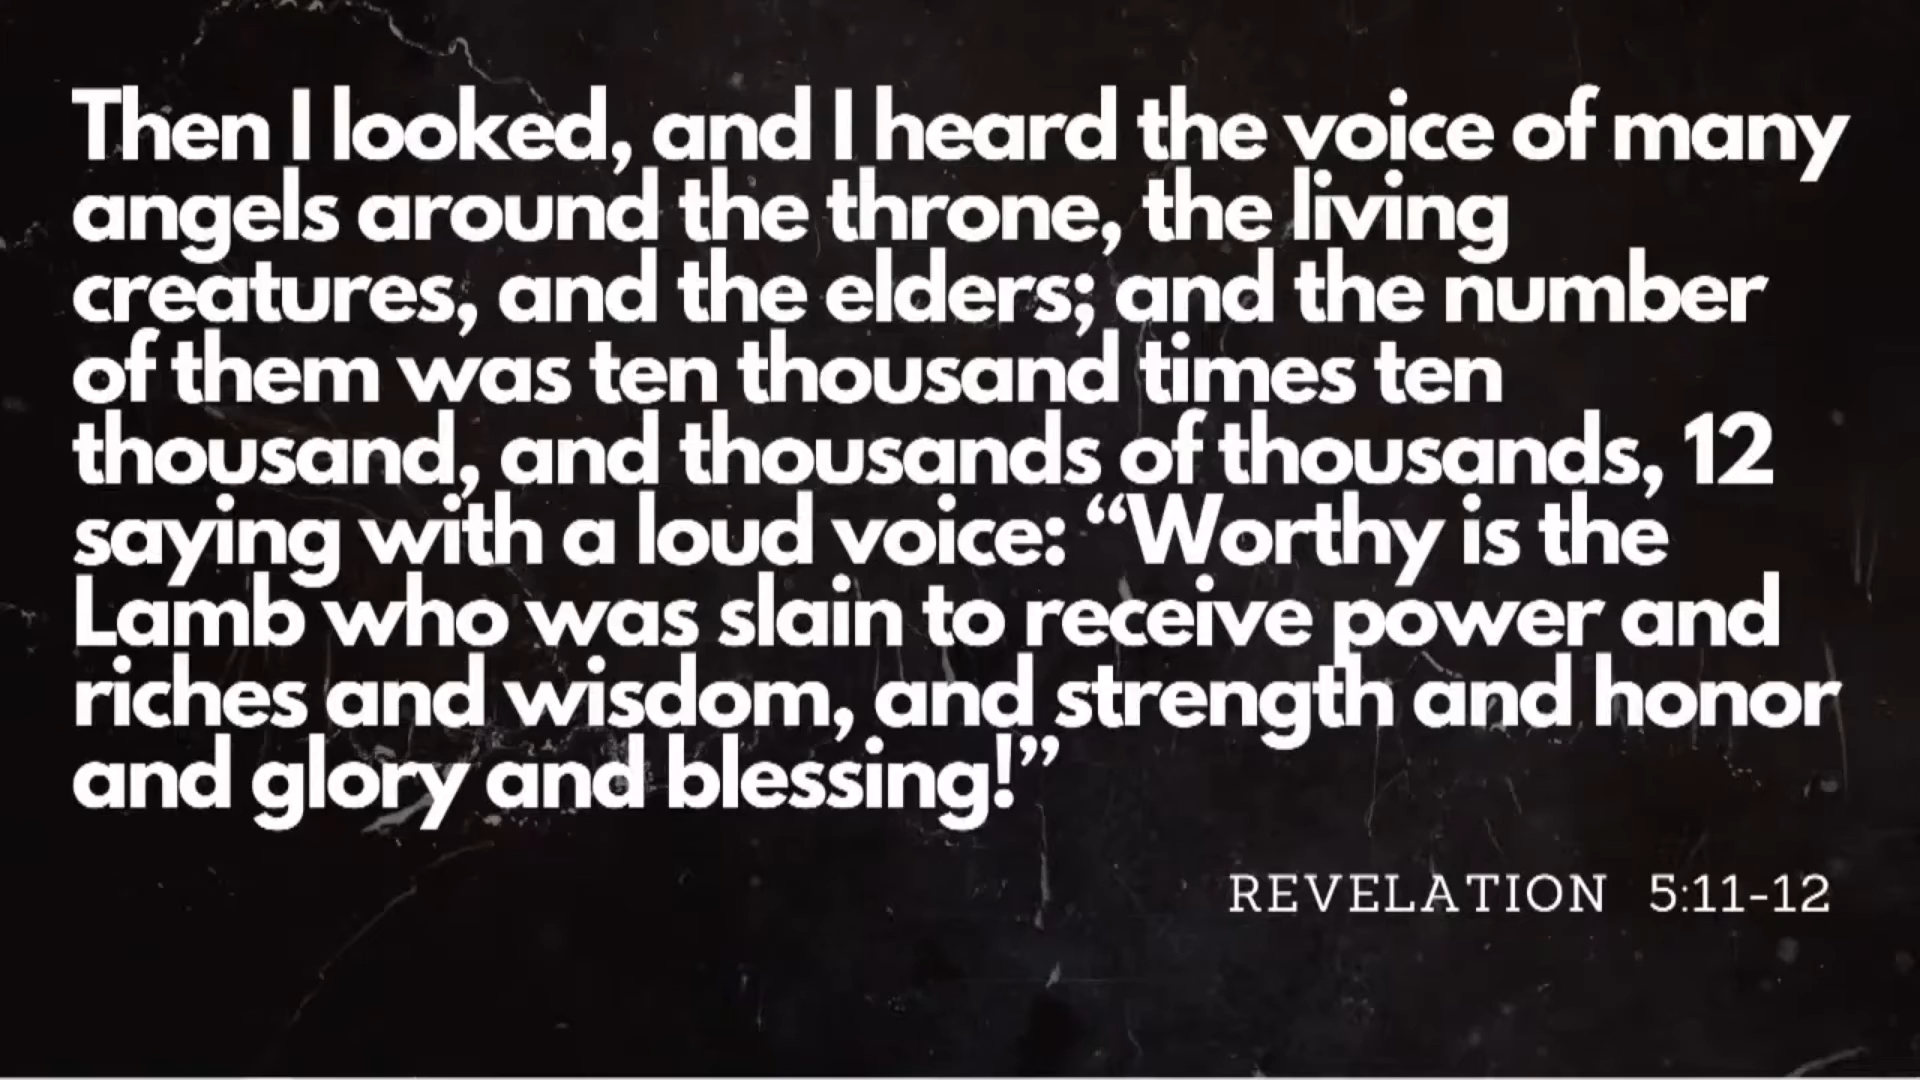 Then I looked, and I heard the voice of many
angels around the throne, the living
creatures, and the elders; and the number
of them was ten thousand times ten
thousand, and thousands of thousands, 12
saying with a loud voice: “Worthy is the
Lamb who was slain to receive power and
riches and wisdom, and strength and honor
and glory and blessing!”
REVELATION 5:11-12